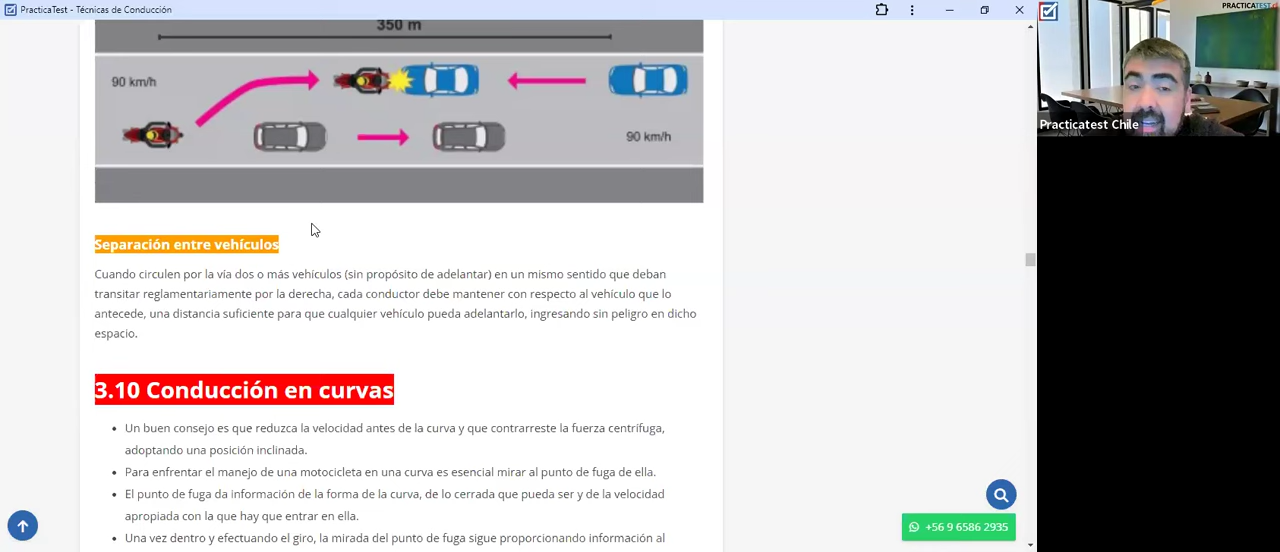 PracticaTest - Técnicas de Conducción
PRACTICATEST
350 m
90 km/h
90 km/h
Practicatest Chile
Separación entre vehículos
Cuando circulen por la vía dos o más vehículos (sin propósito de adelantar) en un mismo sentido que deban
transitar reglamentariamente por la derecha, cada conductor debe mantener con respecto al vehículo que lo
antecede, una distancia suficiente para que cualquier vehículo pueda adelantarlo, ingresando sin peligro en dicho
espacio.
3.10 Conducción en curvas
• Un buen consejo es que reduzca la velocidad antes de la curva y que contrarreste la fuerza centrífuga,
adoptando una posición inclinada.
• Para enfrentar el manejo de una motocicleta en una curva es esencial mirar al punto de fuga de ella.
• El punto de fuga da información de la forma de la curva, de lo cerrada que pueda ser y de la velocidad
apropiada con la que hay que entrar en ella.
• Una vez dentro y efectuando el giro, la mirada del punto de fuga sigue proporcionando información al
+56 9 6586 2935